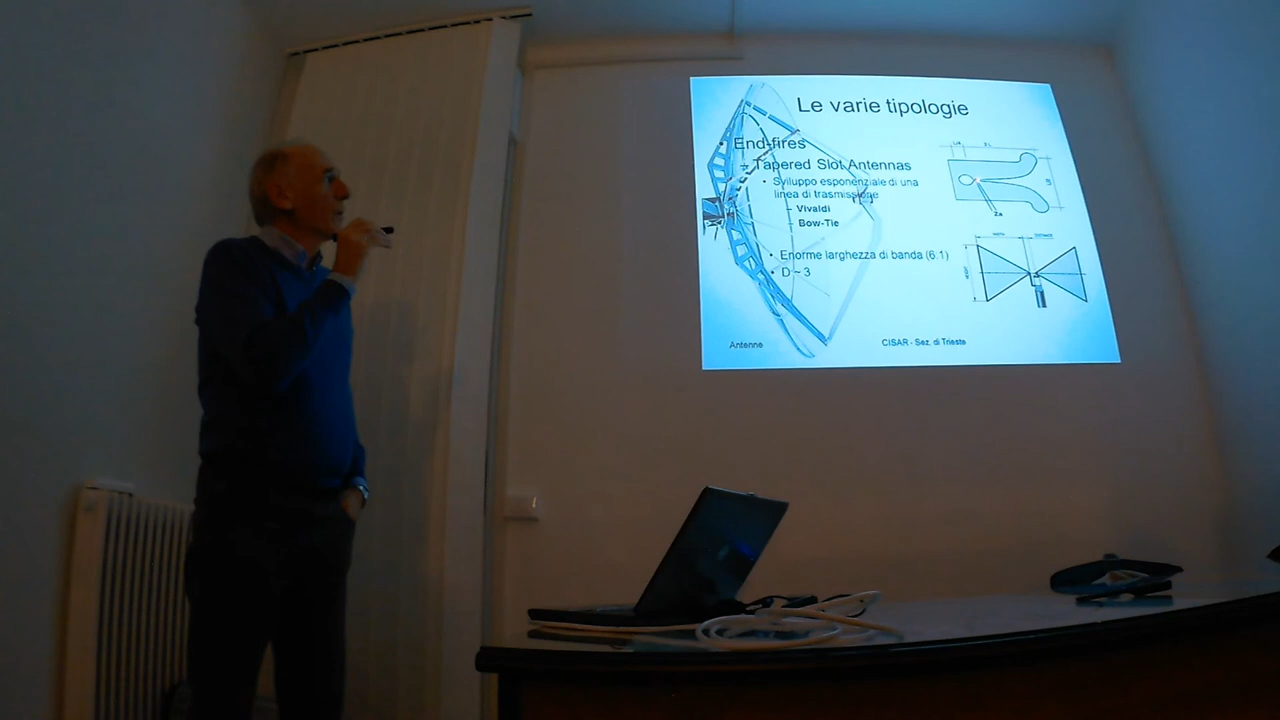 Le varie tipologie
• End-fires
– Tapered Slot Antennas
• Sviluppo esponenziale di una
linea di trasmissione
– Vivaldi
– Bow-Tie
• Enorme larghezza di banda (6:1)
• D ~ 3
Za
Antenne
CISAR - Sez. di Trieste